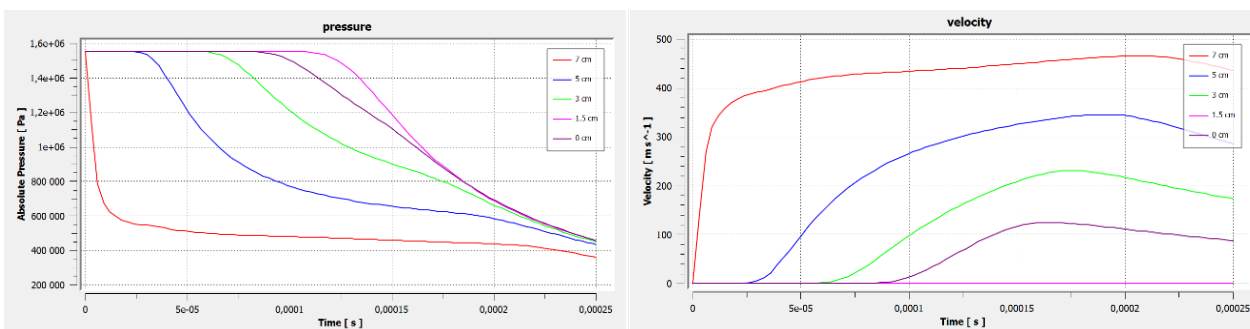 pressure
Absolute Pressure [ Pa ]
1,6e+06
1,4e+06
1,2e+06
1e+06
800 000
600 000
400 000
200 000
0
5e-05
0,0001
0,00015
0,0002
0,00025
Time [ s ]
7 cm
5 cm
3 cm
1.5 cm
0 cm
velocity
Velocity [ m s^-1 ]
500
400
300
200
100
0
0
5e-05
0,0001
0,00015
0,0002
0,00025
Time [ s ]
7 cm
5 cm
3 cm
1.5 cm
0 cm